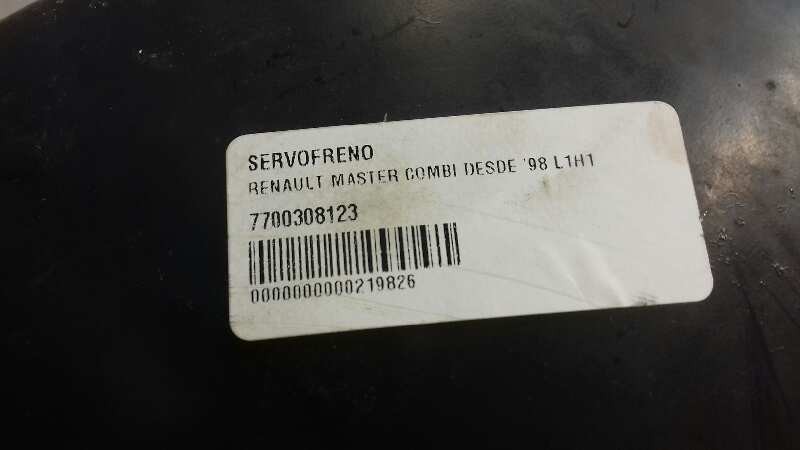 SERVOFRENO
RENAULT MASTER COMBI DESDE '98 L1H1
7700308123
0000000000219826